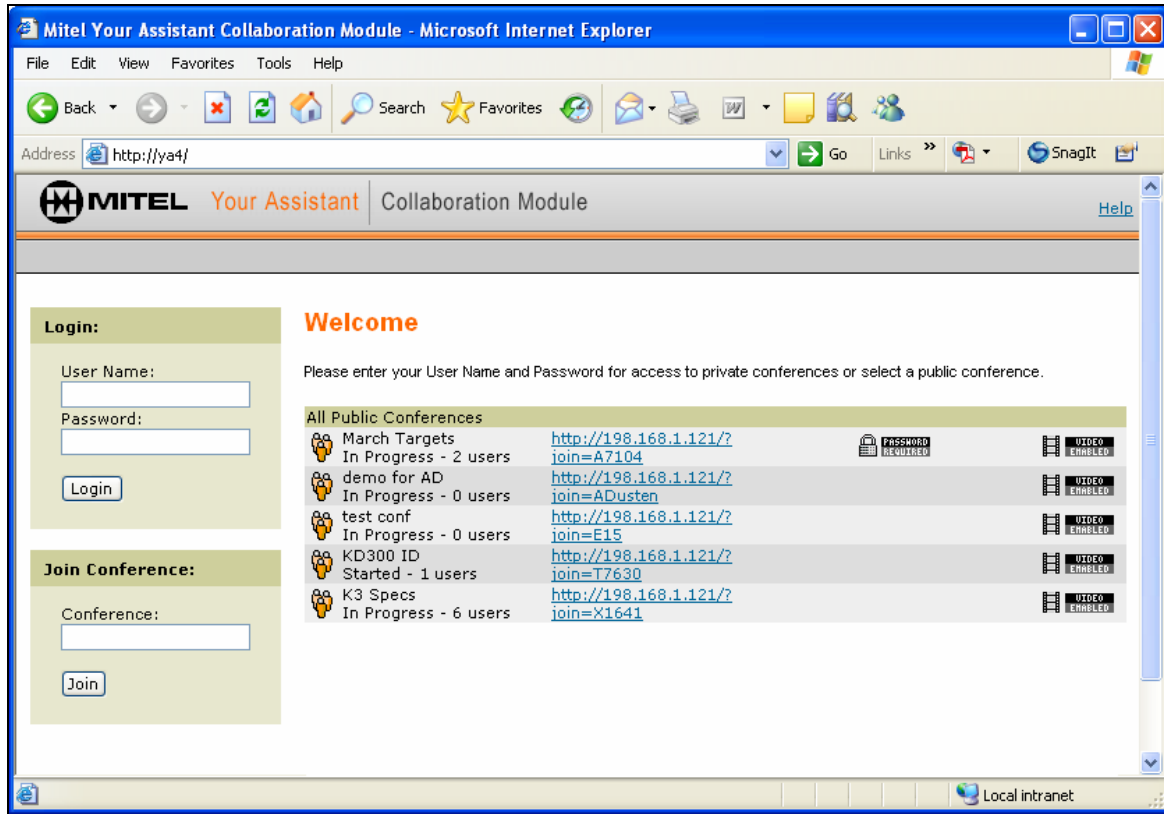 Mitel Your Assistant Collaboration Module - Microsoft Internet Explorer
File Edit View Favorites Tools Help
Back Search Favorites W
Address http://ya4/ Go Links » SnagIt
MITEL Your Assistant Collaboration Module
Help
Login:
User Name:
Password:
Login
Join Conference:
Conference:
Join
Welcome
Please enter your User Name and Password for access to private conferences or select a public conference.
All Public Conferences
March Targets http://198.168.1.121/? PASSWORD VIDEO
In Progress - 2 users join=A7104 REQUIRED ENABLED
demo for AD http://198.168.1.121/? VIDEO
In Progress - 0 users join=ADusten ENABLED
test conf http://198.168.1.121/? VIDEO
In Progress - 0 users join=E15 ENABLED
KD300 ID http://198.168.1.121/? VIDEO
Started - 1 users join=T7630 ENABLED
K3 Specs http://198.168.1.121/? VIDEO
In Progress - 6 users join=X1641 ENABLED
Local intranet